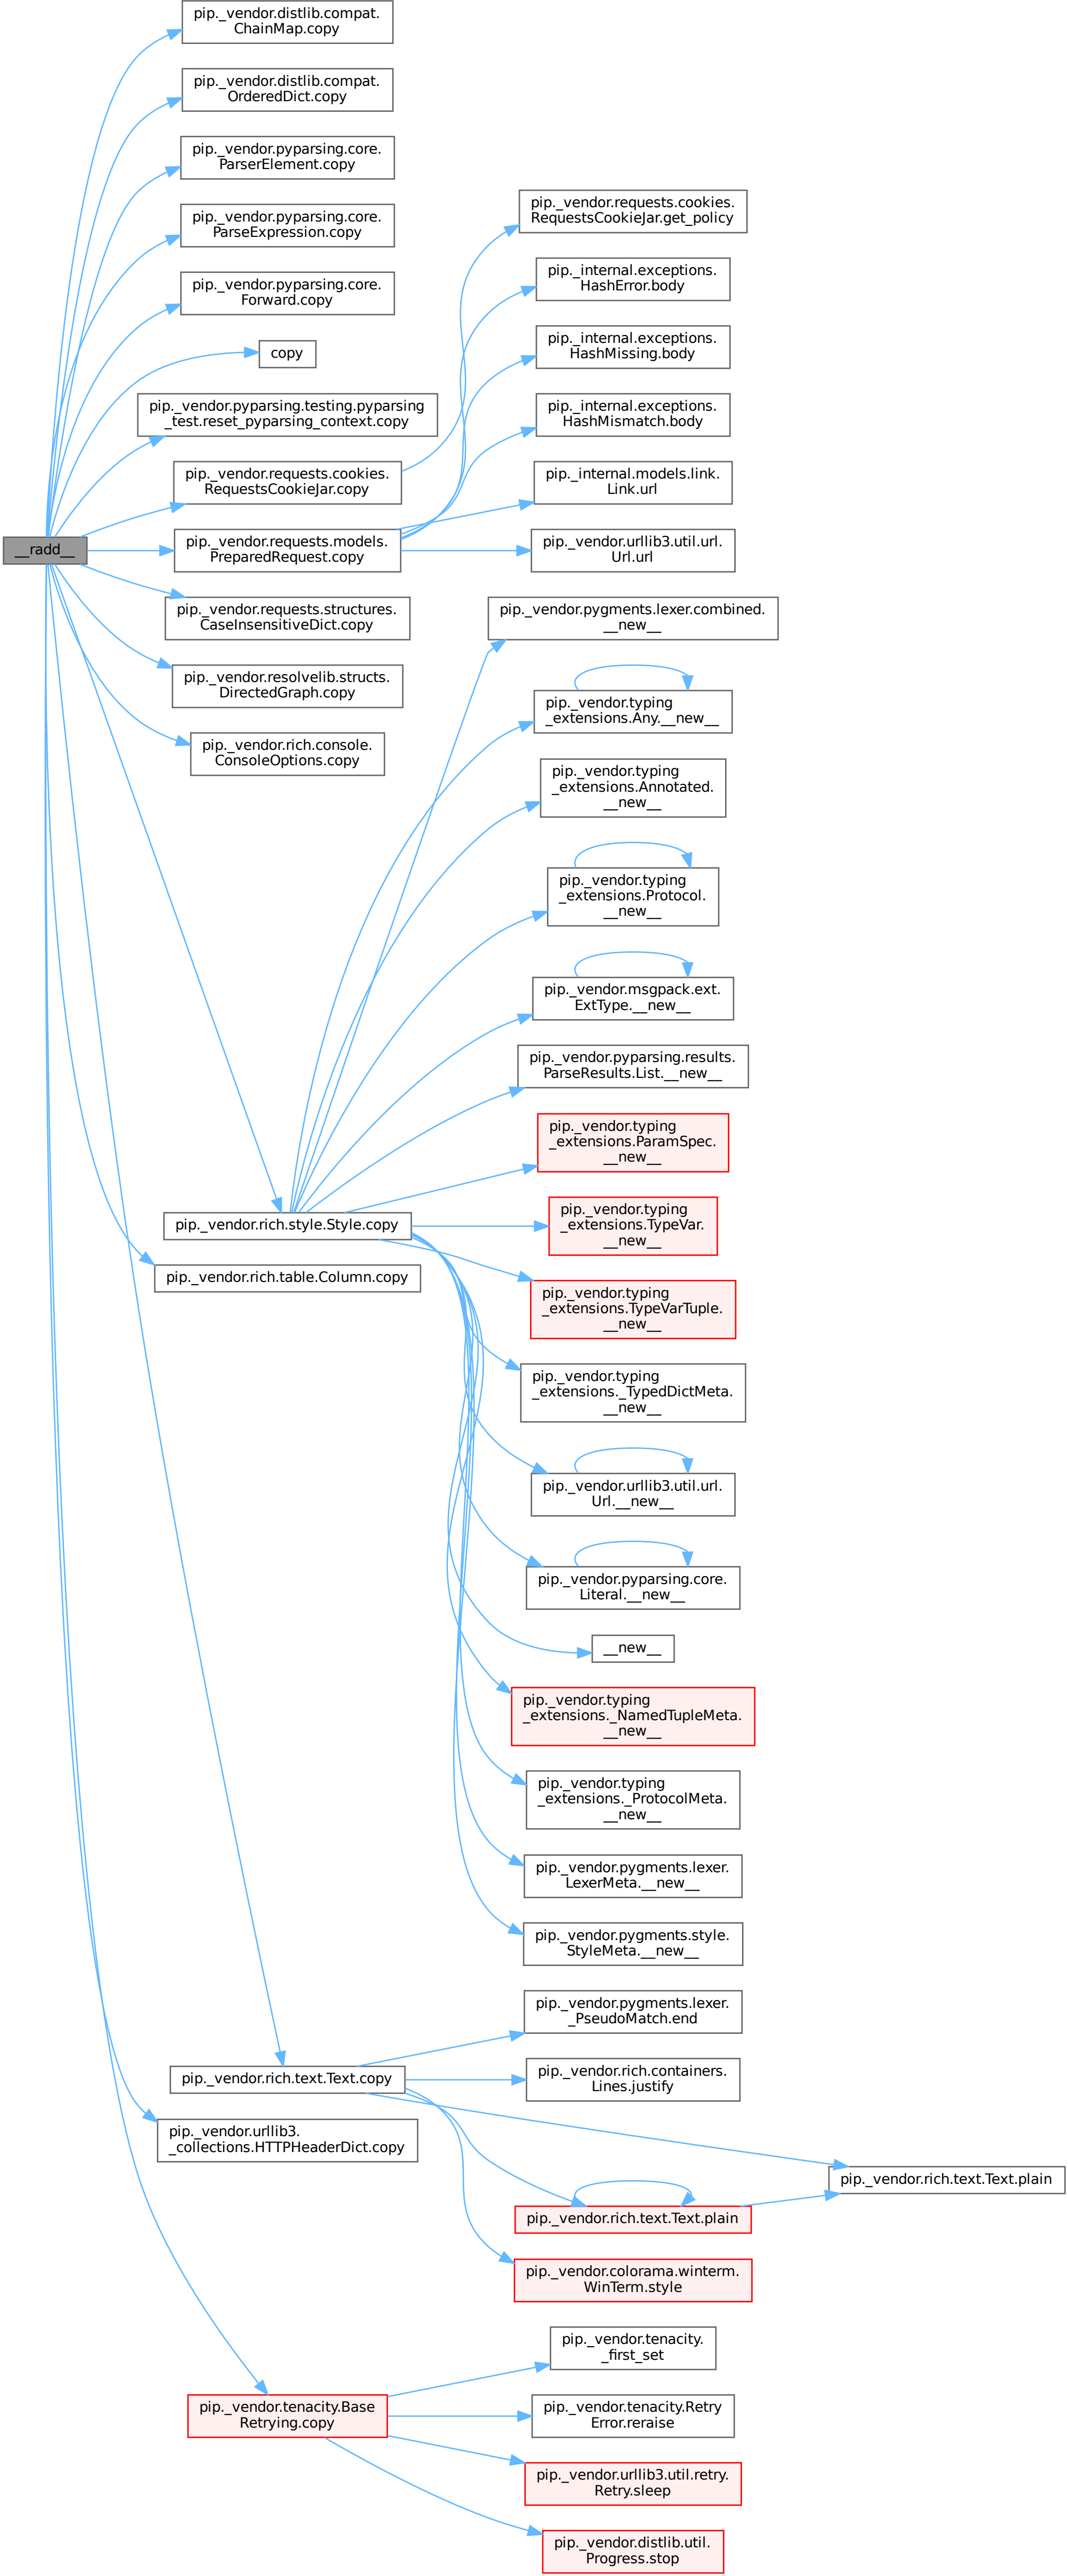 __radd__
pip._vendor.distlib.compat.
ChainMap.copy
pip._vendor.distlib.compat.
OrderedDict.copy
pip._vendor.pyparsing.core.
ParserElement.copy
pip._vendor.pyparsing.core.
ParseExpression.copy
pip._vendor.pyparsing.core.
Forward.copy
copy
pip._vendor.pyparsing.testing.pyparsing
_test.reset_pyparsing_context.copy
pip._vendor.requests.cookies.
RequestsCookieJar.copy
pip._vendor.requests.models.
PreparedRequest.copy
pip._vendor.requests.structures.
CaseInsensitiveDict.copy
pip._vendor.resolvelib.structs.
DirectedGraph.copy
pip._vendor.rich.console.
ConsoleOptions.copy
pip._vendor.rich.style.Style.copy
pip._vendor.rich.table.Column.copy
pip._vendor.rich.text.Text.copy
pip._vendor.urllib3.
_collections.HTTPHeaderDict.copy
pip._vendor.tenacity.Base
Retrying.copy
pip._vendor.requests.cookies.
RequestsCookieJar.get_policy
pip._internal.exceptions.
HashError.body
pip._internal.exceptions.
HashMissing.body
pip._internal.exceptions.
HashMismatch.body
pip._internal.models.link.
Link.url
pip._vendor.urllib3.util.url.
Url.url
pip._vendor.pygments.lexer.combined.
__new__
pip._vendor.typing
_extensions.Any.__new__
pip._vendor.typing
_extensions.Annotated.
__new__
pip._vendor.typing
_extensions.Protocol.
__new__
pip._vendor.msgpack.ext.
ExtType.__new__
pip._vendor.pyparsing.results.
ParseResults.List.__new__
pip._vendor.typing
_extensions.ParamSpec.
__new__
pip._vendor.typing
_extensions.TypeVar.
__new__
pip._vendor.typing
_extensions.TypeVarTuple.
__new__
pip._vendor.typing
_extensions._TypedDictMeta.
__new__
pip._vendor.urllib3.util.url.
Url.__new__
pip._vendor.pyparsing.core.
Literal.__new__
__new__
pip._vendor.typing
_extensions._NamedTupleMeta.
__new__
pip._vendor.typing
_extensions._ProtocolMeta.
__new__
pip._vendor.pygments.lexer.
LexerMeta.__new__
pip._vendor.pygments.style.
StyleMeta.__new__
pip._vendor.pygments.lexer.
_PseudoMatch.end
pip._vendor.rich.containers.
Lines.justify
pip._vendor.rich.text.Text.plain
pip._vendor.rich.text.Text.plain
pip._vendor.colorama.winterm.
WinTerm.style
pip._vendor.tenacity.
_first_set
pip._vendor.tenacity.Retry
Error.reraise
pip._vendor.urllib3.util.retry.
Retry.sleep
pip._vendor.distlib.util.
Progress.stop